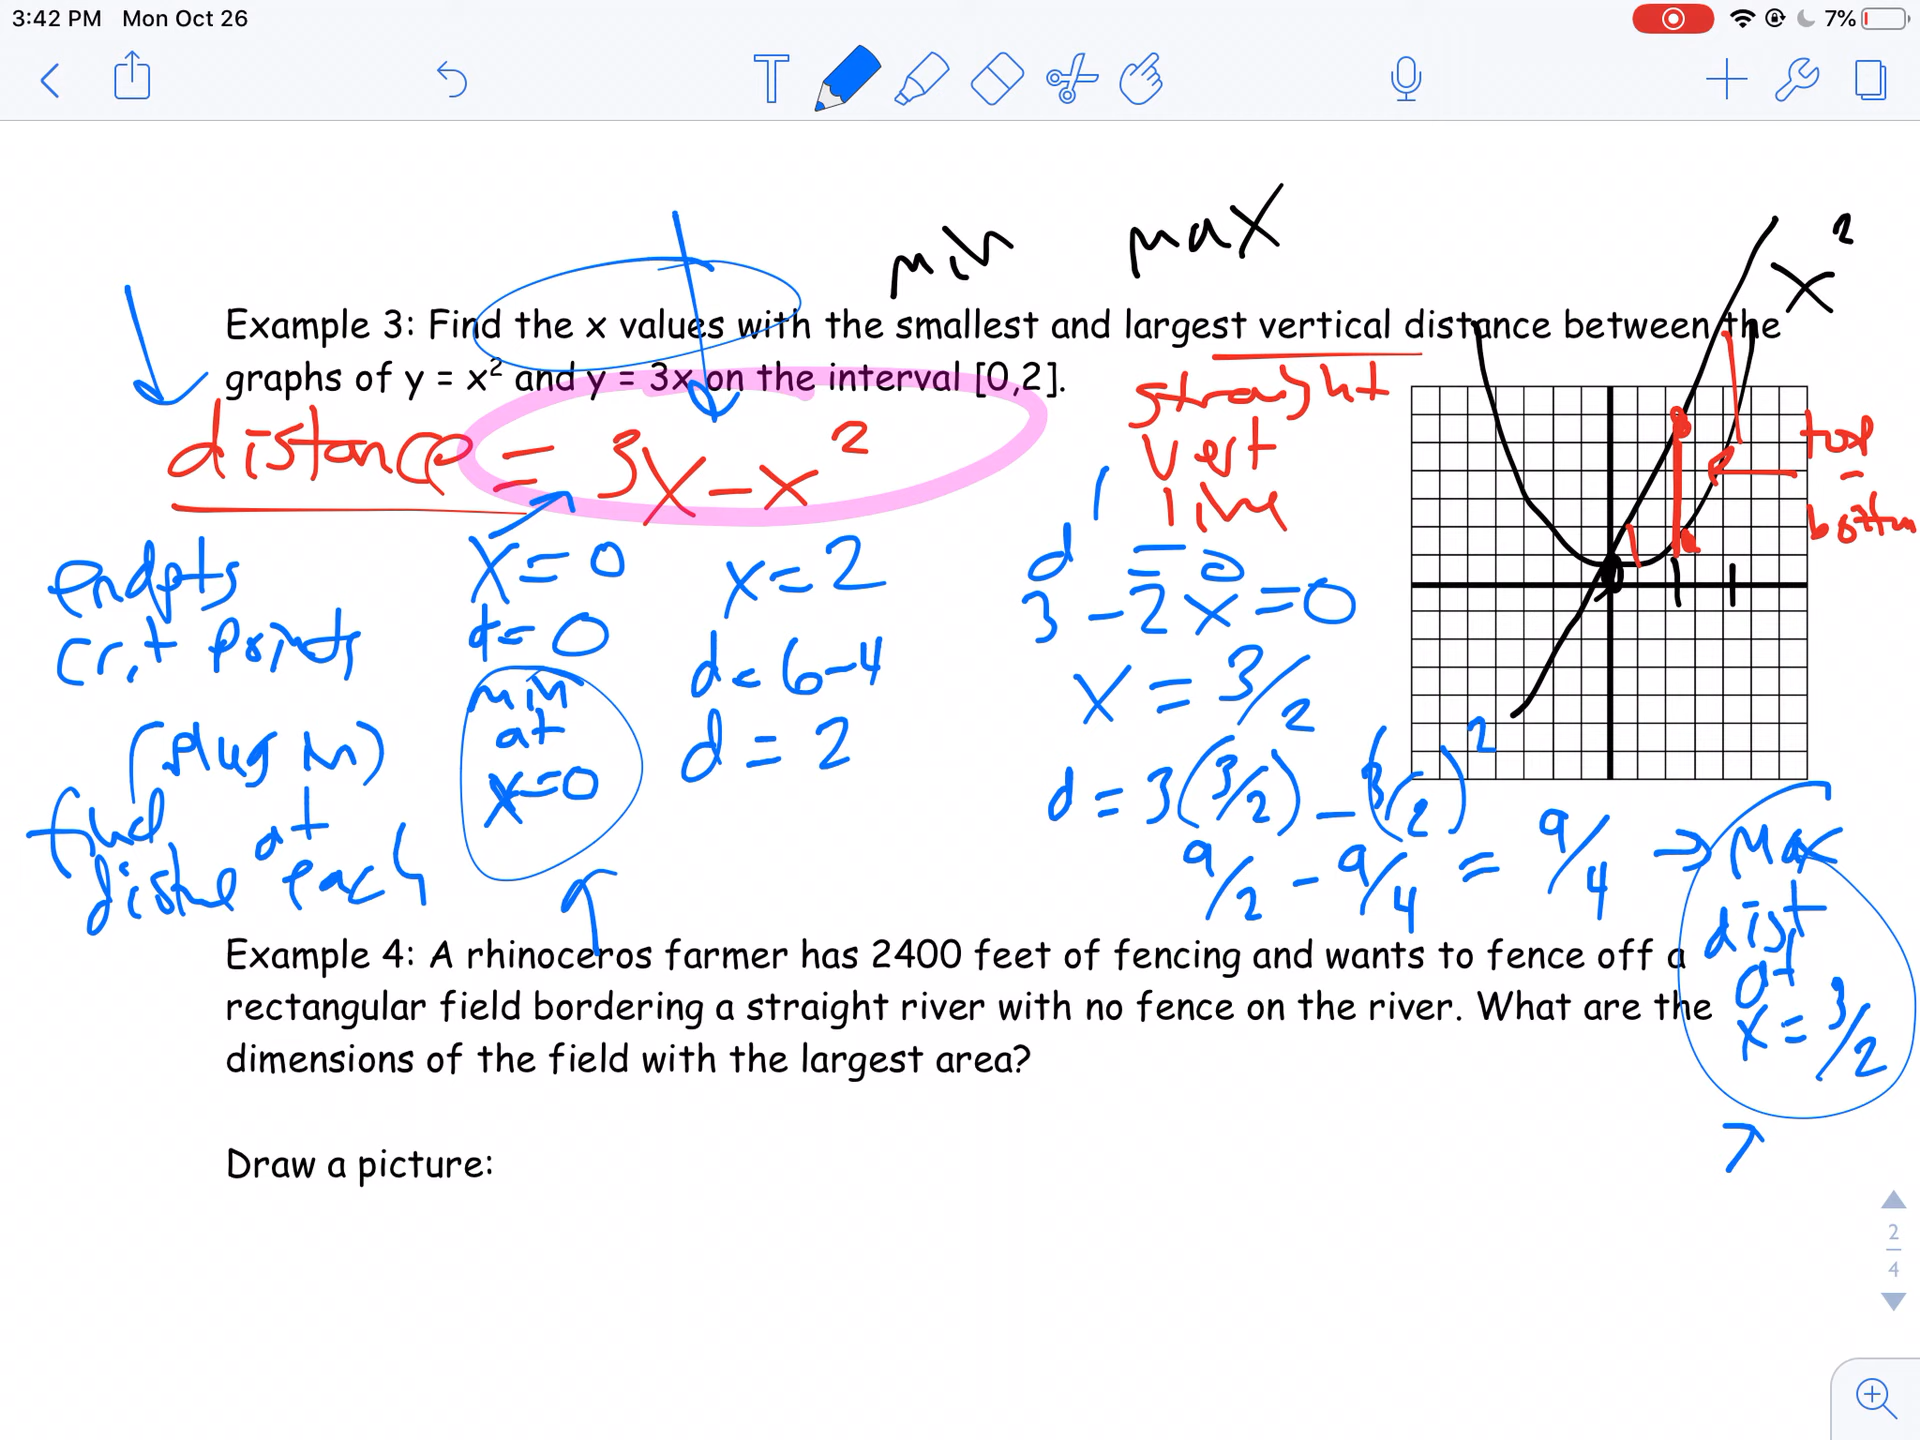 3:42 PM Mon Oct 26
7%
T
min max
x²
Example 3: Find the x values with the smallest and largest vertical distance between the
graphs of y = x² and y = 3x on the interval [0,2].
distance = 3x - x²
straight
vert
line
top
-
bottom
endpts
crit points
(plug in)
find
at
each
x = 0
d = 0
min
at
x=0
x = 2
d = 6-4
d = 2
d' = 0
3 - 2x = 0
x = 3/2
d = 3(3/2) - (3/2)²
9/2 - 9/4 = 9/4 → Max
dist
at
x = 3/2
Example 4: A rhinoceros farmer has 2400 feet of fencing and wants to fence off a
rectangular field bordering a straight river with no fence on the river. What are the
dimensions of the field with the largest area?
Draw a picture:
2
4